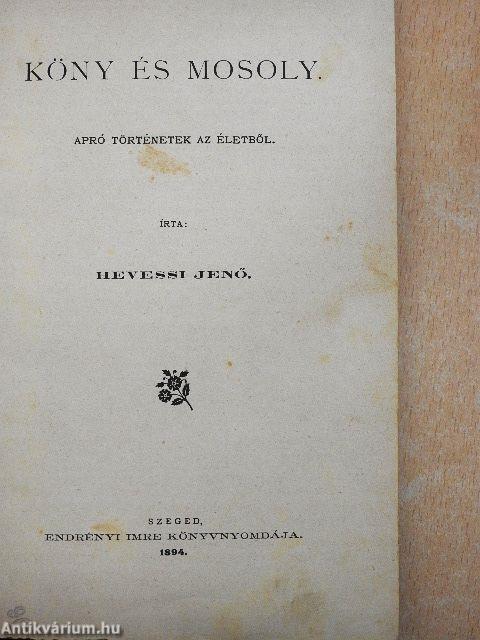 KÖNY ÉS MOSOLY.
APRÓ TÖRTÉNETEK AZ ÉLETBŐL.
ÍRTA:
HEVESSI JENŐ.
SZEGED,
ENDRÉNYI IMRE KÖNYVNYOMDÁJA.
1894.
Antikvárium.hu